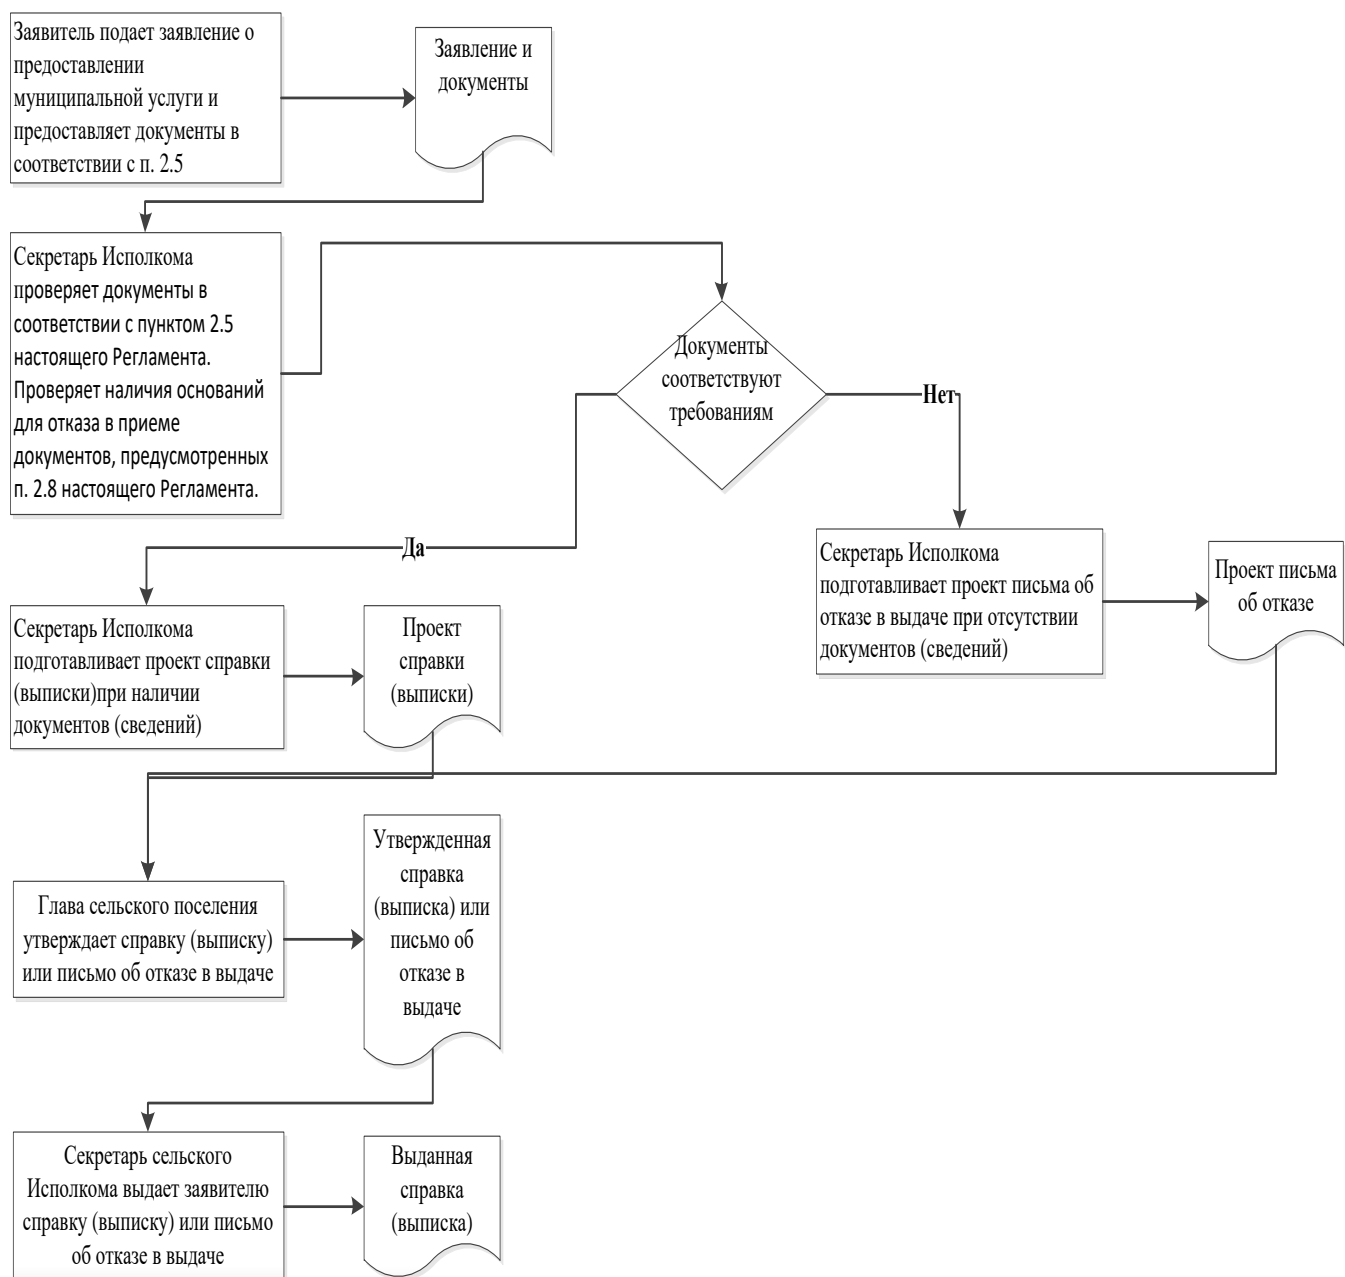 Заявитель подает заявление о
предоставлении
муниципальной услуги и
предоставляет документы в
соответствии с п. 2.5
Заявление и
документы
Секретарь Исполкома
проверяет документы в
соответствии с пунктом 2.5
настоящего Регламента.
Проверяет наличия оснований
для отказа в приеме
документов, предусмотренных
п. 2.8 настоящего Регламента.
Документы
соответствуют
требованиям
Нет
Да
Секретарь Исполкома
подготавливает проект письма об
отказе в выдаче при отсутствии
документов (сведений)
Проект письма
об отказе
Секретарь Исполкома
подготавливает проект справки
(выписки)при наличии
документов (сведений)
Проект
справки
(выписки)
Глава сельского поселения
утверждает справку (выписку)
или письмо об отказе в выдаче
Утвержденная
справка
(выписка) или
письмо об
отказе в
выдаче
Секретарь сельского
Исполкома выдает заявителю
справку (выписку) или письмо
об отказе в выдаче
Выданная
справка
(выписка)